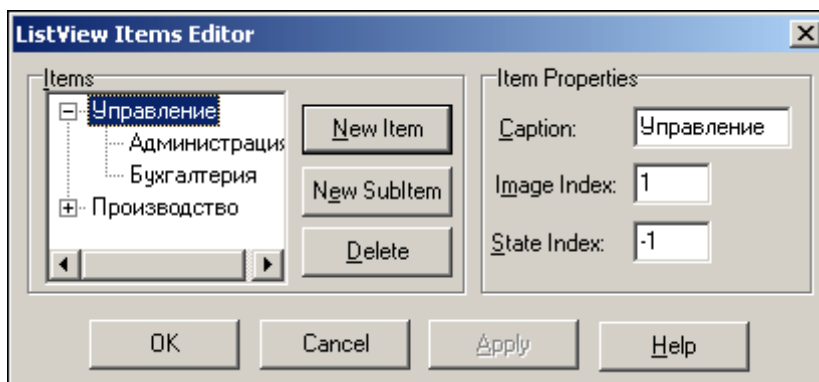 ListView Items Editor
Items
Управление
Администрация
Бухгалтерия
Производство
New Item
New SubItem
Delete
Item Properties
Caption: Управление
Image Index: 1
State Index: -1
OK Cancel Apply Help